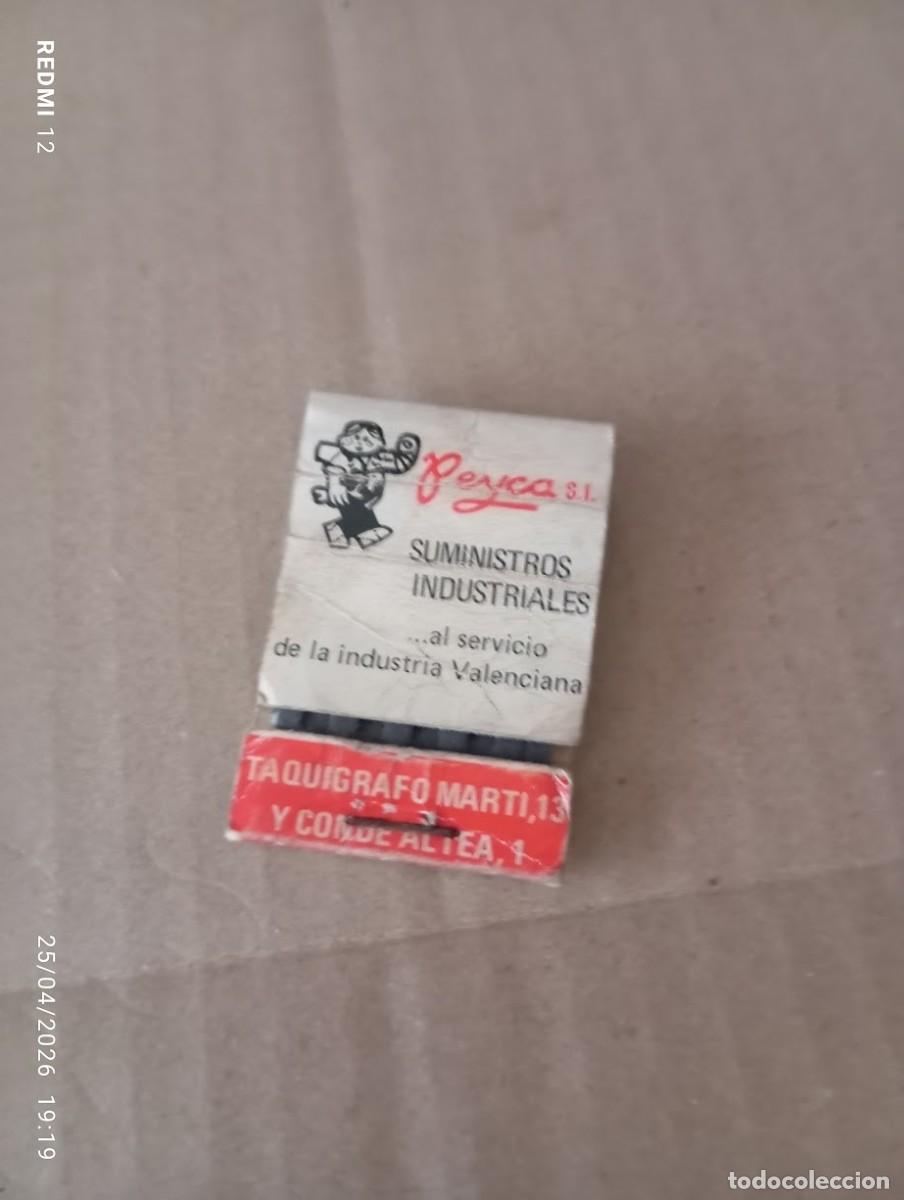 REDMI 12
Peyca S.l.
SUMINISTROS
INDUSTRIALES
...al servicio
de la industria Valenciana
TAQUIGRAFO MARTI,13
Y CONDE ALTEA, 1
25/04/2026 19:19
todocoleccion